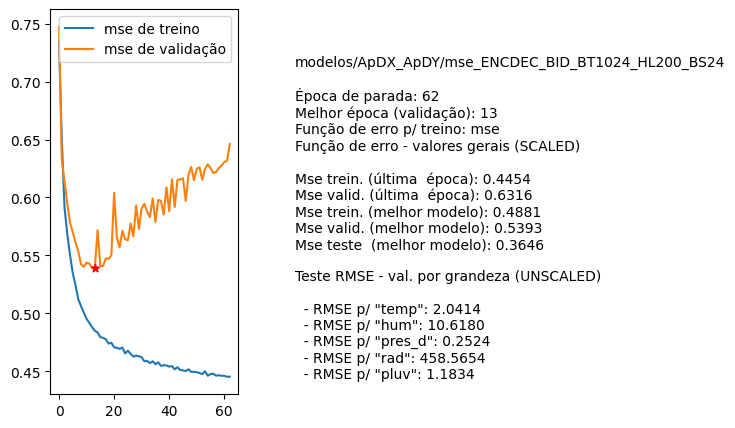 mse de treino
mse de validação
0.75
0.70
0.65
0.60
0.55
0.50
0.45
0
20
40
60
modelos/ApDX_ApDY/mse_ENCDEC_BID_BT1024_HL200_BS24
Época de parada: 62
Melhor época (validação): 13
Função de erro p/ treino: mse
Função de erro - valores gerais (SCALED)
Mse trein. (última  época): 0.4454
Mse valid. (última  época): 0.6316
Mse trein. (melhor modelo): 0.4881
Mse valid. (melhor modelo): 0.5393
Mse teste  (melhor modelo): 0.3646
Teste RMSE - val. por grandeza (UNSCALED)
- RMSE p/ "temp": 2.0414
- RMSE p/ "hum": 10.6180
- RMSE p/ "pres_d": 0.2524
- RMSE p/ "rad": 458.5654
- RMSE p/ "pluv": 1.1834